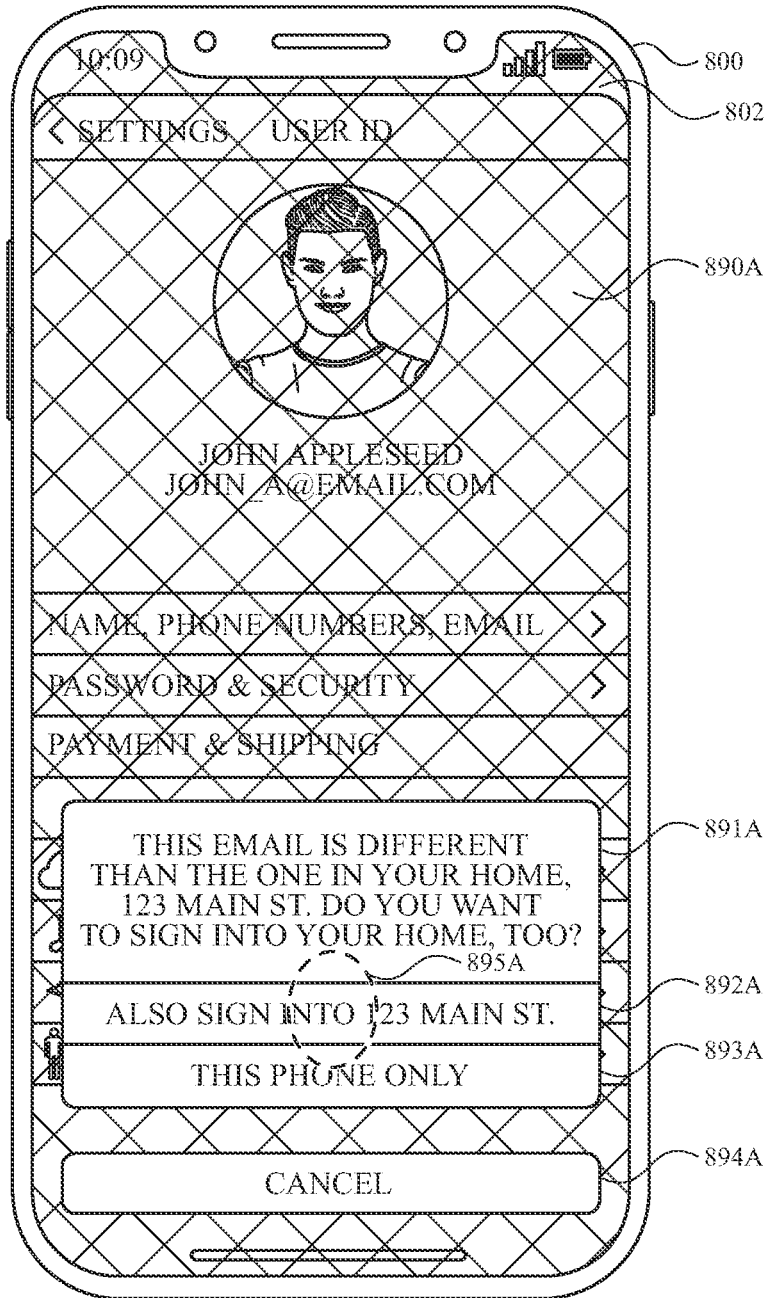 10:09
800
802
SETTINGS USER ID
890A
JOHN APPLESEED
JOHN_A@EMAIL.COM
NAME, PHONE NUMBERS, EMAIL
PASSWORD & SECURITY
PAYMENT & SHIPPING
891A
THIS EMAIL IS DIFFERENT
THAN THE ONE IN YOUR HOME,
123 MAIN ST. DO YOU WANT
TO SIGN INTO YOUR HOME, TOO?
895A
892A
ALSO SIGN INTO 123 MAIN ST.
893A
THIS PHONE ONLY
894A
CANCEL